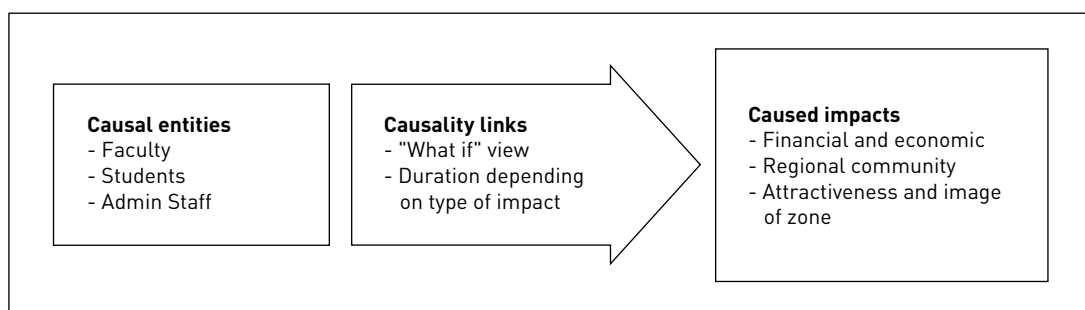 Causal entities
- Faculty
- Students
- Admin Staff
Causality links
- "What if" view
- Duration depending
on type of impact
Caused impacts
- Financial and economic
- Regional community
- Attractiveness and image
of zone